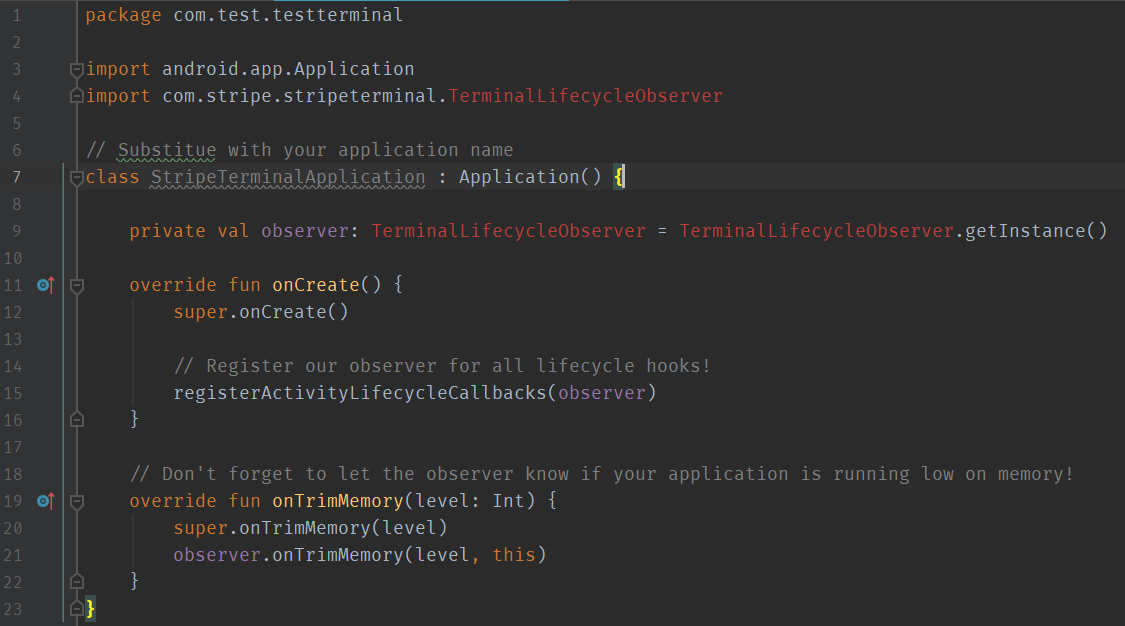 1 package com.test.testterminal
2
3 import android.app.Application
4 import com.stripe.stripeterminal.TerminalLifecycleObserver
5
6 // Substitue with your application name
7 class StripeTerminalApplication : Application() {
8
9 private val observer: TerminalLifecycleObserver = TerminalLifecycleObserver.getInstance()
10
11 override fun onCreate() {
12 super.onCreate()
13
14 // Register our observer for all lifecycle hooks!
15 registerActivityLifecycleCallbacks(observer)
16 }
17
18 // Don't forget to let the observer know if your application is running low on memory!
19 override fun onTrimMemory(level: Int) {
20 super.onTrimMemory(level)
21 observer.onTrimMemory(level, this)
22 }
23 }